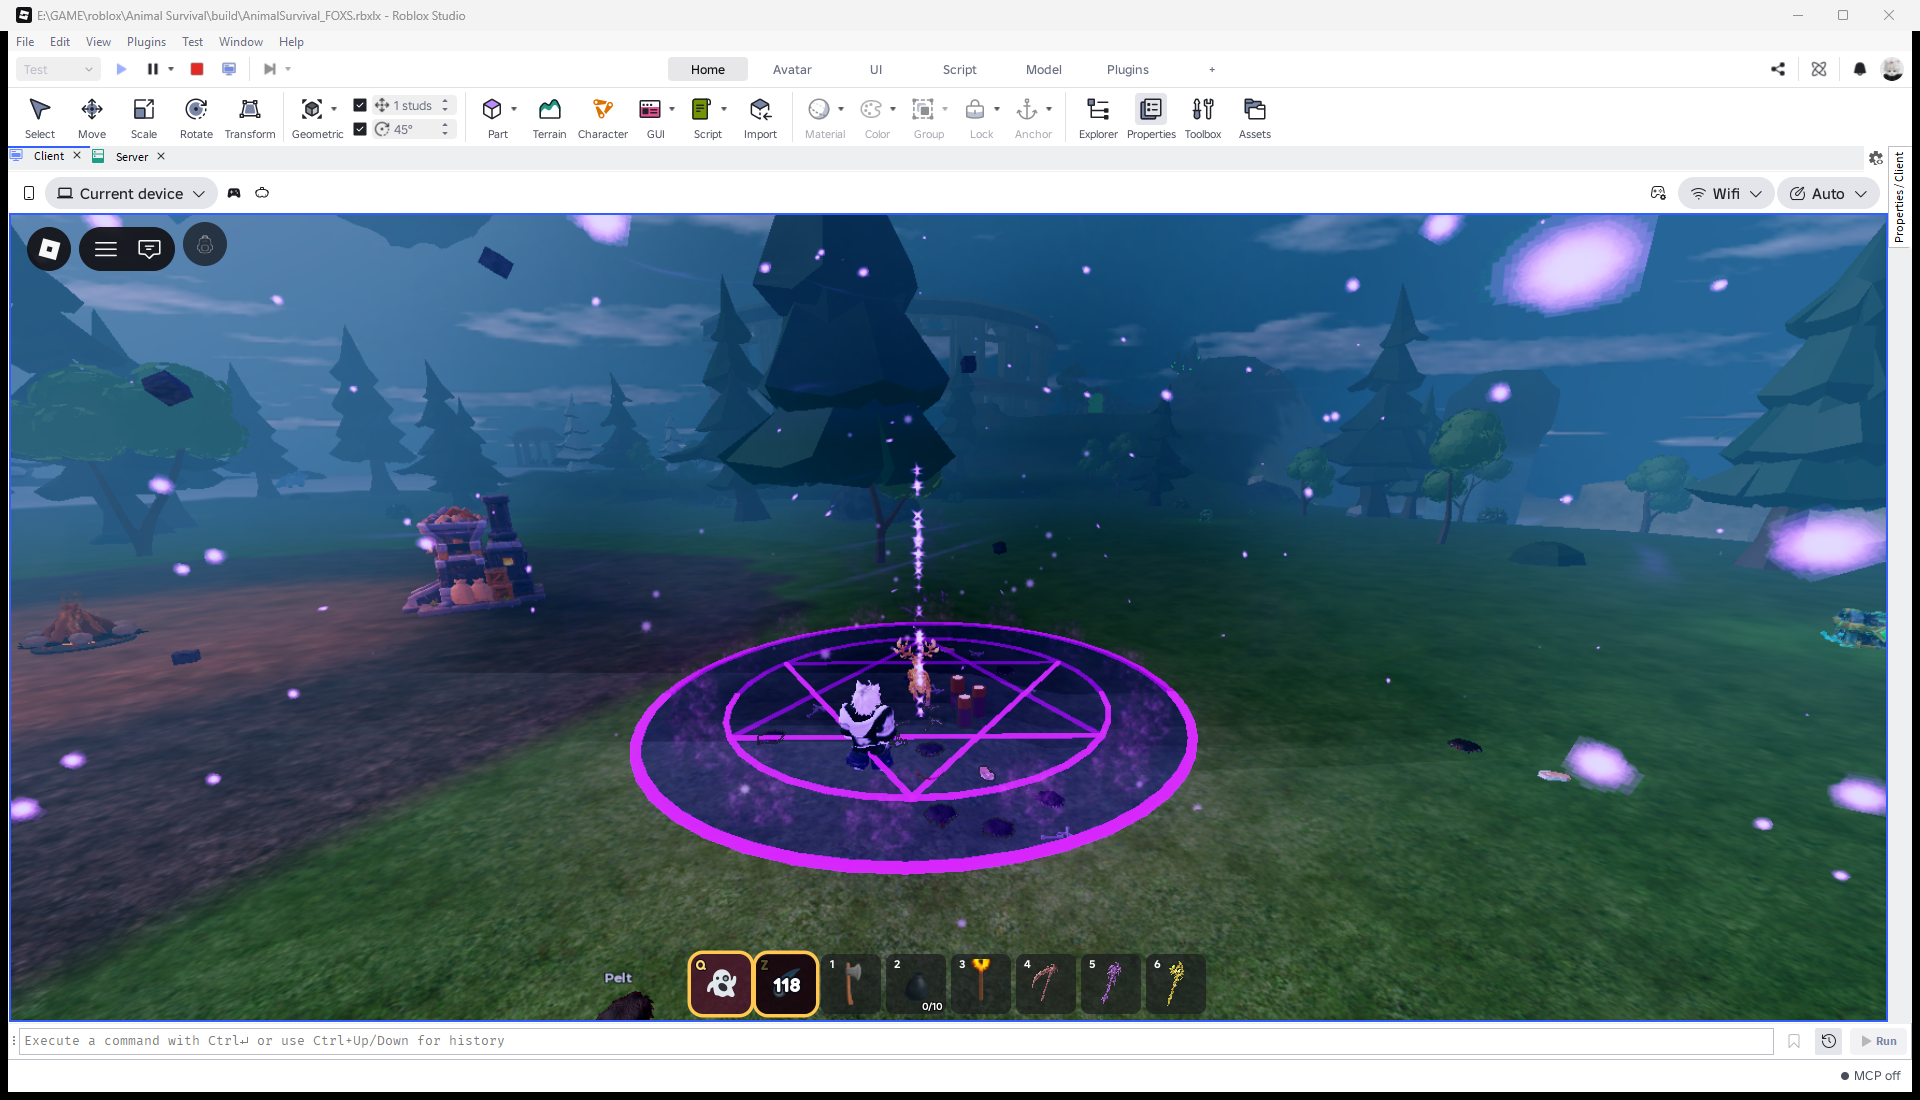 E:\GAME\roblox\Animal Survival\build\AnimalSurvival_FOXS.rbxlx - Roblox Studio
File Edit View Plugins Test Window Help
Test
Home Avatar UI Script Model Plugins +
1 studs
45°
Select Move Scale Rotate Transform Geometric Part Terrain Character GUI Script Import Material Color Group Lock Anchor Explorer Properties Toolbox Assets
Client Server
Properties / Client
Current device
Wifi
Auto
Pelt
Q Z 1 2 3 4 5 6
118
0/10
Execute a command with Ctrl↵ or use Ctrl+Up/Down for history
Run
MCP off